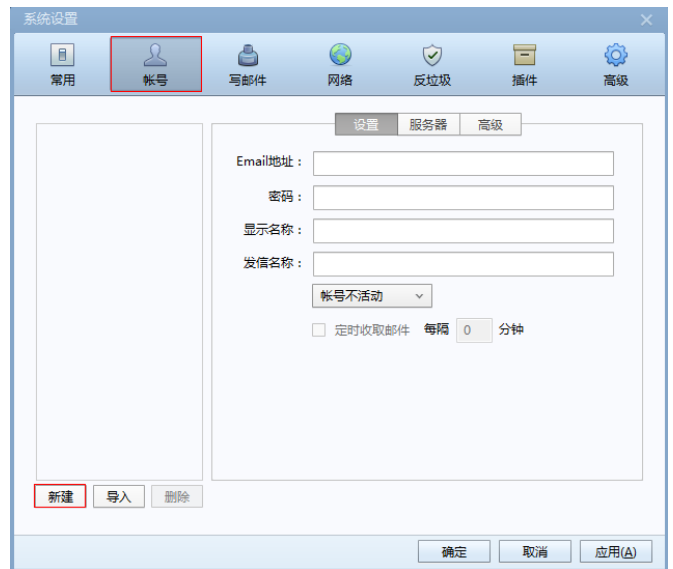 系统设置
常用 帐号 写邮件 网络 反垃圾 插件 高级
设置 服务器 高级
Email地址：
密码：
显示名称：
发信名称：
帐号不活动
定时收取邮件 每隔 0 分钟
新建 导入 删除
确定 取消 应用(A)